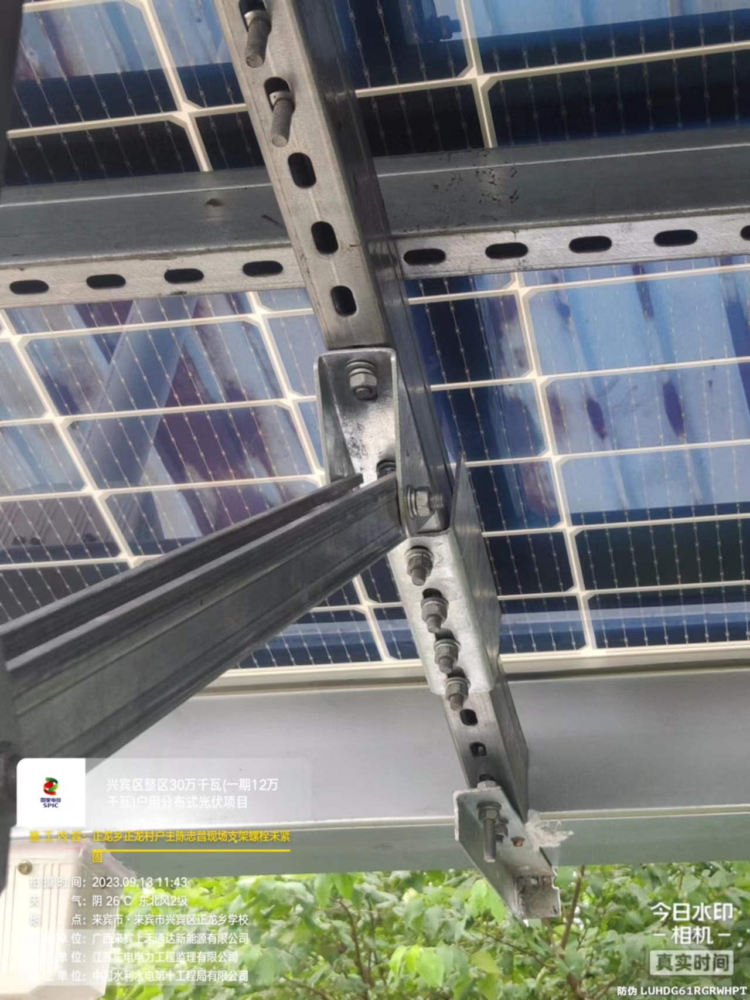 国家电投
SPIC
兴宾区整区30万千瓦(一期12万
千瓦)户用分布式光伏项目
施工内容：正龙乡正龙村户主陈志昌现场支架螺栓未紧
固
拍摄时间：2023.09.13 11:43
天气：阴 26℃ 东北风2级
地点：来宾市·来宾市兴宾区正龙乡学校
单位：广西来宾上禾通达新能源有限公司
单位：江苏东电电力工程监理有限公司
单位：中国水利水电第十工程局有限公司
今日水印
-相机-
真实时间
防伪 LUHDG61RGRWHPT